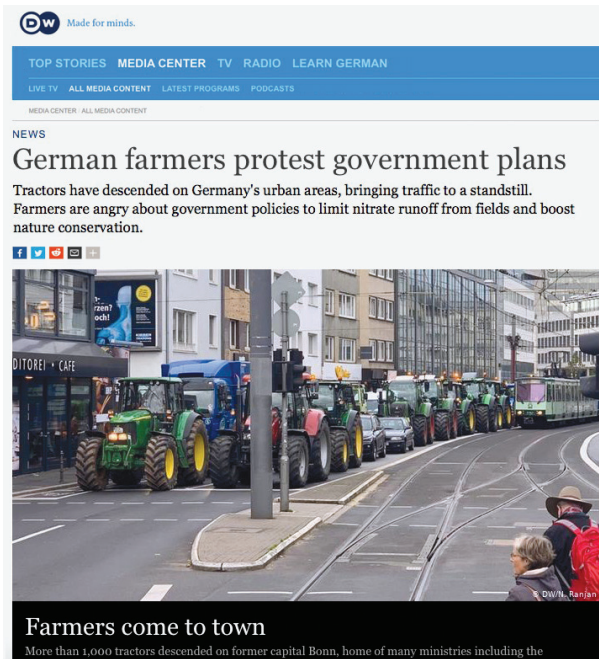 DW Made for minds.
TOP STORIES MEDIA CENTER TV RADIO LEARN GERMAN
LIVE TV ALL MEDIA CONTENT LATEST PROGRAMS PODCASTS
MEDIA CENTER / ALL MEDIA CONTENT
NEWS
German farmers protest government plans
Tractors have descended on Germany's urban areas, bringing traffic to a standstill.
Farmers are angry about government policies to limit nitrate runoff from fields and boost
nature conservation.
rzen?
och!
DITOREI • CAFE
DW/N. Ranjan
Farmers come to town
More than 1,000 tractors descended on former capital Bonn, home of many ministries including the